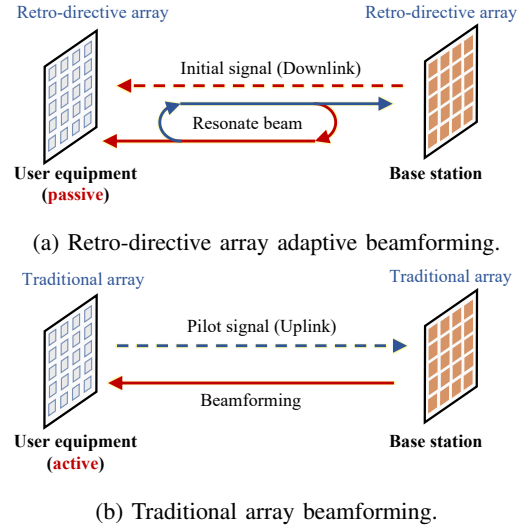 Retro-directive array
Retro-directive array
Initial signal (Downlink)
Resonate beam
User equipment
(passive)
Base station
(a) Retro-directive array adaptive beamforming.
Traditional array
Traditional array
Pilot signal (Uplink)
Beamforming
User equipment
(active)
Base station
(b) Traditional array beamforming.